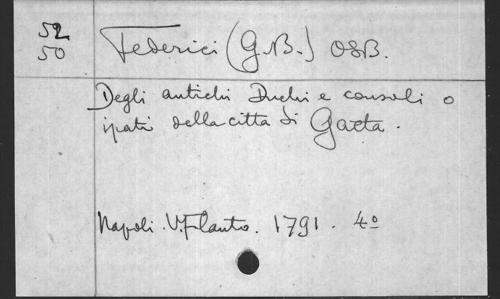 52
50
Federici (G.B.) OSB.
Degli antichi Duchi e consoli o
ipati della città di Gaeta.
Napoli. V. Flauto. 1791. 4º